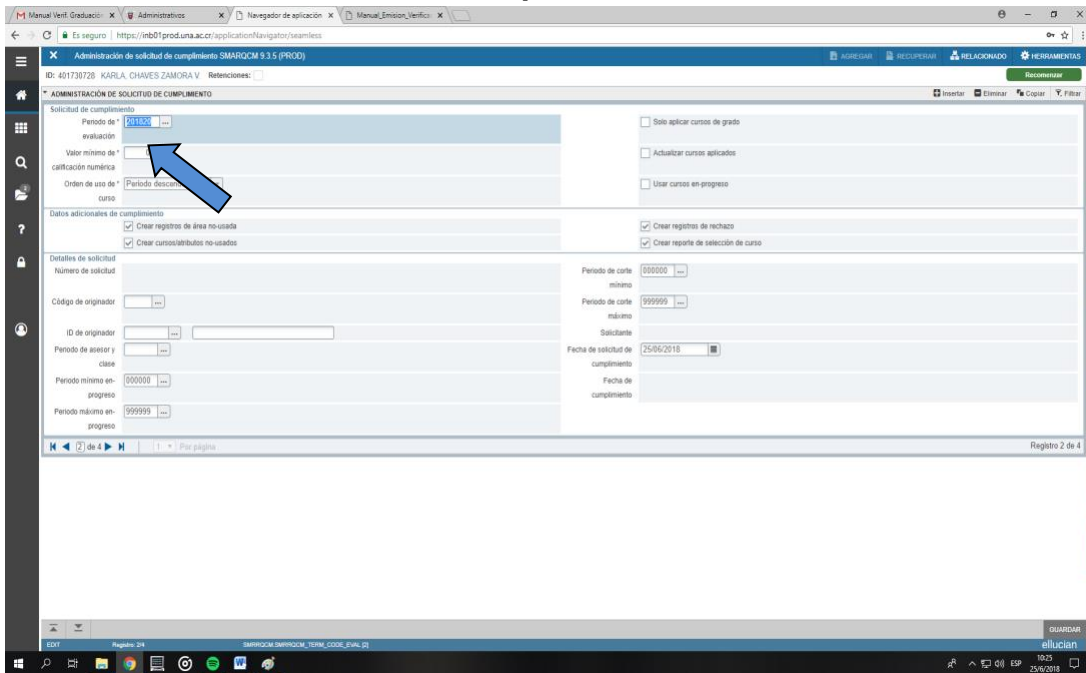 Manual Verif. Graduació
Administrativos
Navegador de aplicación
Manual_Emision_Verifico
Es seguro https://inb01prod.una.ac.cr/applicationNavigator/seamless
Administración de solicitud de cumplimiento SMARQCM 9.3.5 (PROD)
AGREGAR RECUPERAR RELACIONADO HERRAMIENTAS
ID: 401730728 KARLA, CHAVES ZAMORA V Retenciones:
Recomenzar
* ADMINISTRACIÓN DE SOLICITUD DE CUMPLIMIENTO
Insertar Eliminar Copiar Filtrar
Solicitud de cumplimiento
Periodo de * evaluación 201820 ...
Solo aplicar cursos de grado
Valor mínimo de * calificación numérica 0
Actualizar cursos aplicados
Orden de uso de * curso Periodo descend
Usar cursos en-progreso
Datos adicionales de cumplimiento
Crear registros de área no-usada
Crear registros de rechazo
Crear cursos/atributos no-usados
Crear reporte de selección de curso
Detalles de solicitud
Número de solicitud
Periodo de corte mínimo 000000 ...
Código de originador ...
Periodo de corte máximo 999999 ...
ID de originador ...
Solicitante
Periodo de asesor y clase ...
Fecha de solicitud de cumplimiento 25/06/2018
Periodo mínimo en-progreso 000000 ...
Fecha de cumplimiento
Periodo máximo en-progreso 999999 ...
2 de 4 1 Por página
Registro 2 de 4
GUARDAR
EDIT Registro: 2/4 SMRRQCM.SMRRQCM_TERM_CODE_EVAL [2]
ellucian
ESP
10:25
25/6/2018